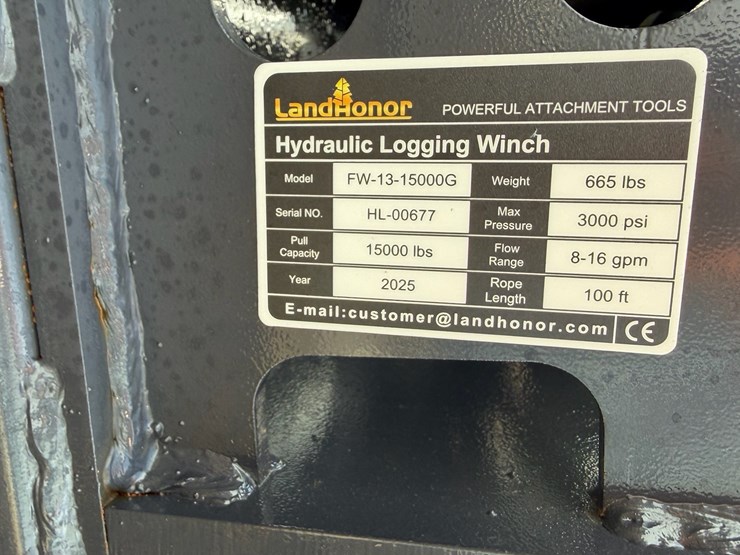 LandHonor POWERFUL ATTACHMENT TOOLS
Hydraulic Logging Winch
Model FW-13-15000G Weight 665 lbs
Serial NO. HL-00677 Max Pressure 3000 psi
Pull Capacity 15000 lbs Flow Range 8-16 gpm
Year 2025 Rope Length 100 ft
E-mail:customer@landhonor.com CE